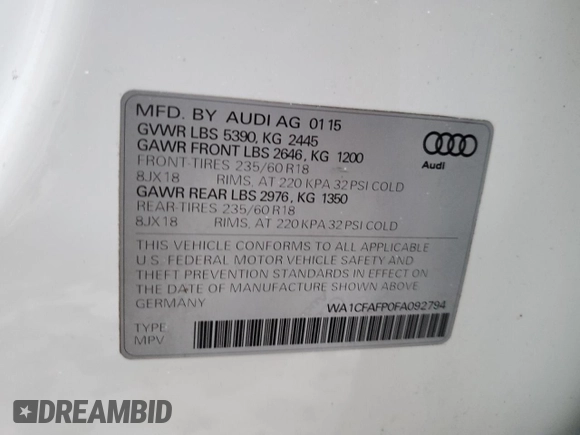 MFD. BY AUDI AG 01 15
GVWR LBS 5390, KG 2445
GAWR FRONT LBS 2646, KG 1200
FRONT-TIRES 235/60 R18
8JX18 RIMS, AT 220 KPA 32 PSI COLD
GAWR REAR LBS 2976, KG 1350
REAR-TIRES 235/60 R18
8JX18 RIMS, AT 220 KPA 32 PSI COLD
Audi
THIS VEHICLE CONFORMS TO ALL APPLICABLE
U.S. FEDERAL MOTOR VEHICLE SAFETY AND
THEFT PREVENTION STANDARDS IN EFFECT ON
THE DATE OF MANUFACTURE SHOWN ABOVE.
GERMANY
WA1CFAFP0FA092794
TYPE
MPV
DREAMBID